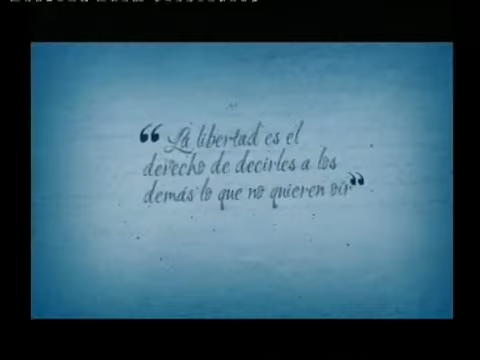 “La libertad es el
derecho de decirles a los
demás lo que no quieren oír”